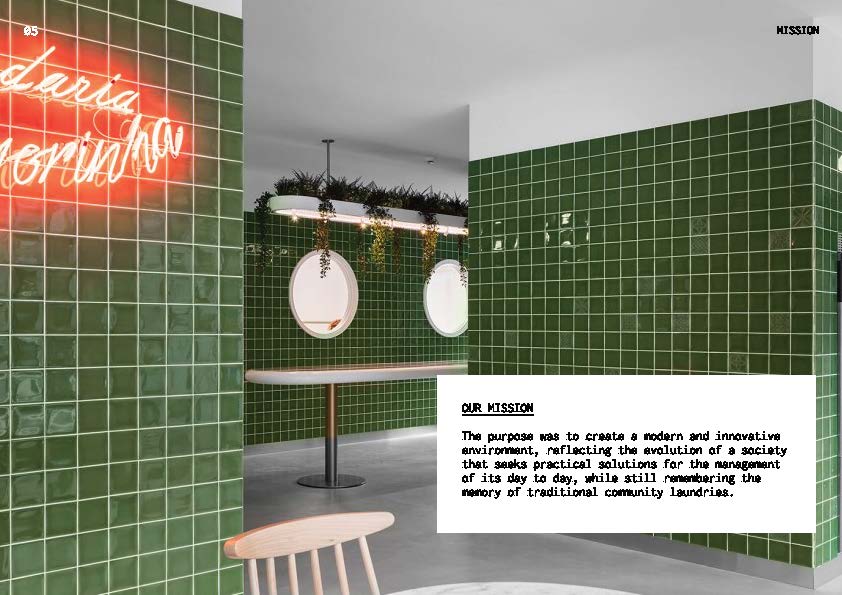 05
MISSION
daria
OUR MISSION
The purpose was to create a modern and innovative
environment, reflecting the evolution of a society
that seeks practical solutions for the management
of its day to day, while still remembering the
memory of traditional community laundries.